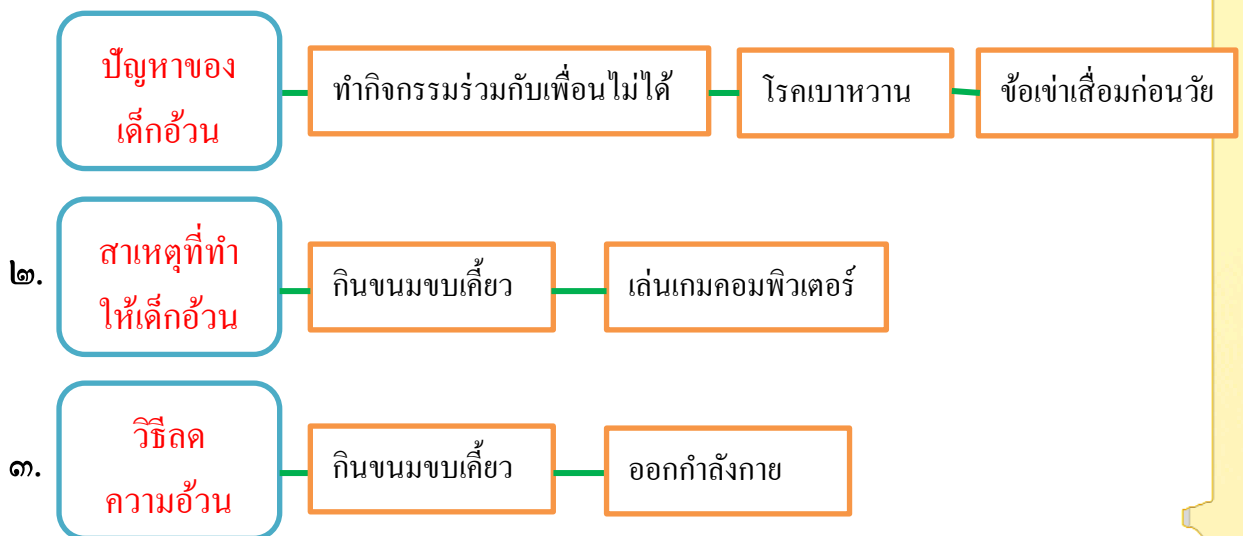 ปัญหาของ
เด็กอ้วน
ทำกิจกรรมร่วมกับเพื่อนไม่ได้
โรคเบาหวาน
ข้อเข่าเสื่อมก่อนวัย
๒.
สาเหตุที่ทำ
ให้เด็กอ้วน
กินขนมขบเคี้ยว
เล่นเกมคอมพิวเตอร์
๓.
วิธีลด
ความอ้วน
กินขนมขบเคี้ยว
ออกกำลังกาย